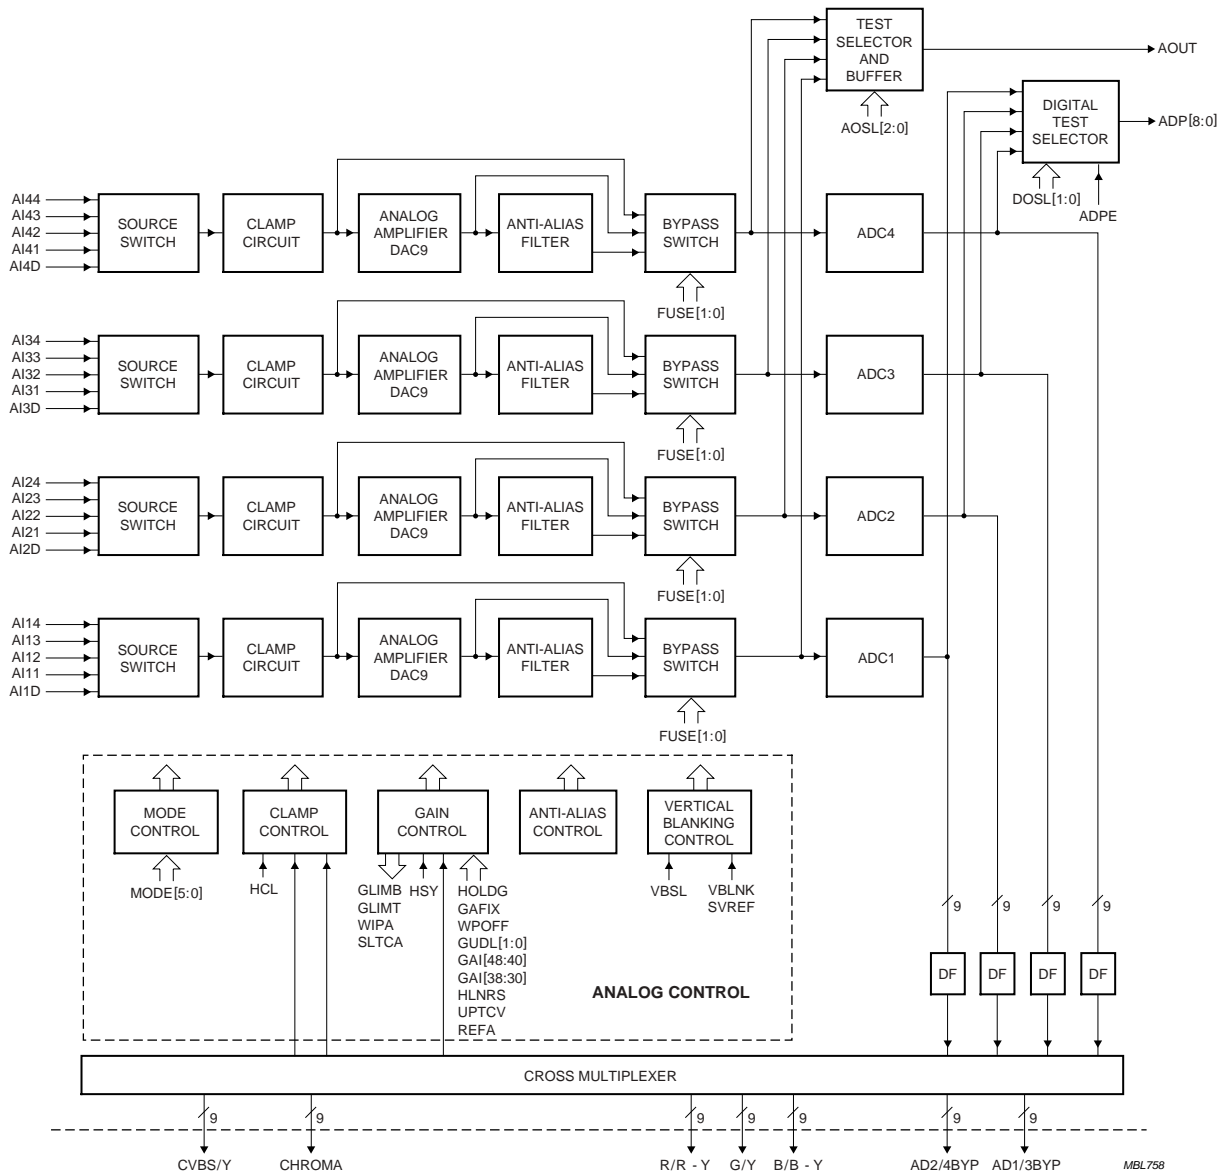 TEST
SELECTOR
AND
BUFFER
AOUT
AOSL[2:0]
DIGITAL
TEST
SELECTOR
ADP[8:0]
DOSL[1:0]
ADPE
AI44
AI43
AI42
AI41
AI4D
SOURCE
SWITCH
CLAMP
CIRCUIT
ANALOG
AMPLIFIER
DAC9
ANTI-ALIAS
FILTER
BYPASS
SWITCH
ADC4
FUSE[1:0]
AI34
AI33
AI32
AI31
AI3D
SOURCE
SWITCH
CLAMP
CIRCUIT
ANALOG
AMPLIFIER
DAC9
ANTI-ALIAS
FILTER
BYPASS
SWITCH
ADC3
FUSE[1:0]
AI24
AI23
AI22
AI21
AI2D
SOURCE
SWITCH
CLAMP
CIRCUIT
ANALOG
AMPLIFIER
DAC9
ANTI-ALIAS
FILTER
BYPASS
SWITCH
ADC2
FUSE[1:0]
AI14
AI13
AI12
AI11
AI1D
SOURCE
SWITCH
CLAMP
CIRCUIT
ANALOG
AMPLIFIER
DAC9
ANTI-ALIAS
FILTER
BYPASS
SWITCH
ADC1
FUSE[1:0]
MODE
CONTROL
MODE[5:0]
CLAMP
CONTROL
HCL
GAIN
CONTROL
GLIMB
GLIMT
WIPA
SLTCA
HSY
HOLDG
GAFIX
WPOFF
GUDL[1:0]
GAI[48:40]
GAI[38:30]
HLNRS
UPTCV
REFA
ANTI-ALIAS
CONTROL
VERTICAL
BLANKING
CONTROL
VBSL
VBLNK
SVREF
ANALOG CONTROL
9
9
9
9
DF
DF
DF
DF
CROSS MULTIPLEXER
9
9
9
9
9
9
9
CVBS/Y
CHROMA
R/R - Y
G/Y
B/B - Y
AD2/4BYP
AD1/3BYP
MBL758